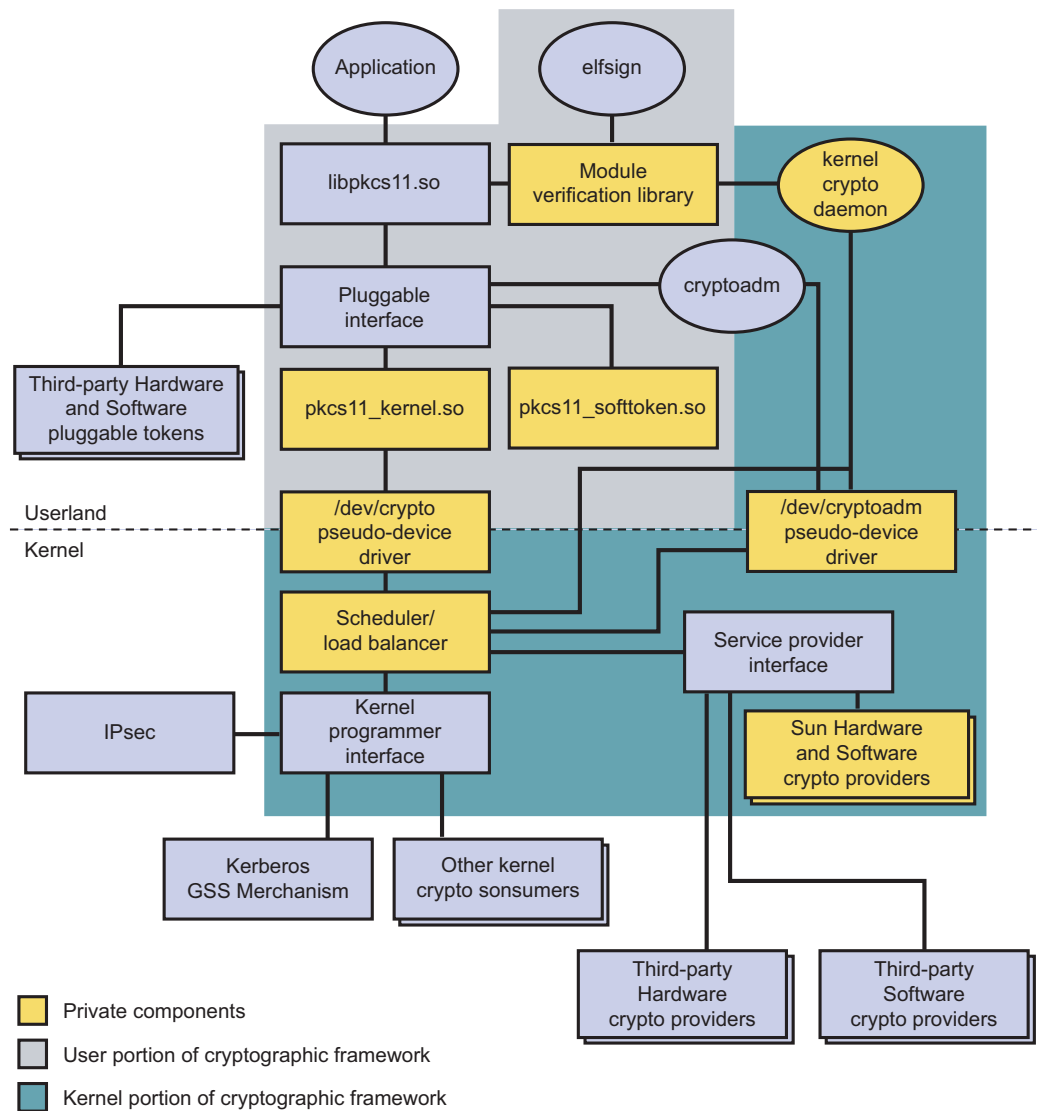 Application
elfsign
libpkcs11.so
Module
verification library
kernel
crypto
daemon
Pluggable
interface
cryptoadm
Third-party Hardware
and Software
pluggable tokens
pkcs11_kernel.so
pkcs11_softtoken.so
Userland
Kernel
/dev/crypto
pseudo-device
driver
/dev/cryptoadm
pseudo-device
driver
Scheduler/
load balancer
Service provider
interface
IPsec
Kernel
programmer
interface
Sun Hardware
and Software
crypto providers
Kerberos
GSS Merchanism
Other kernel
crypto sonsumers
Third-party
Hardware
crypto providers
Third-party
Software
crypto providers
Private components
User portion of cryptographic framework
Kernel portion of cryptographic framework